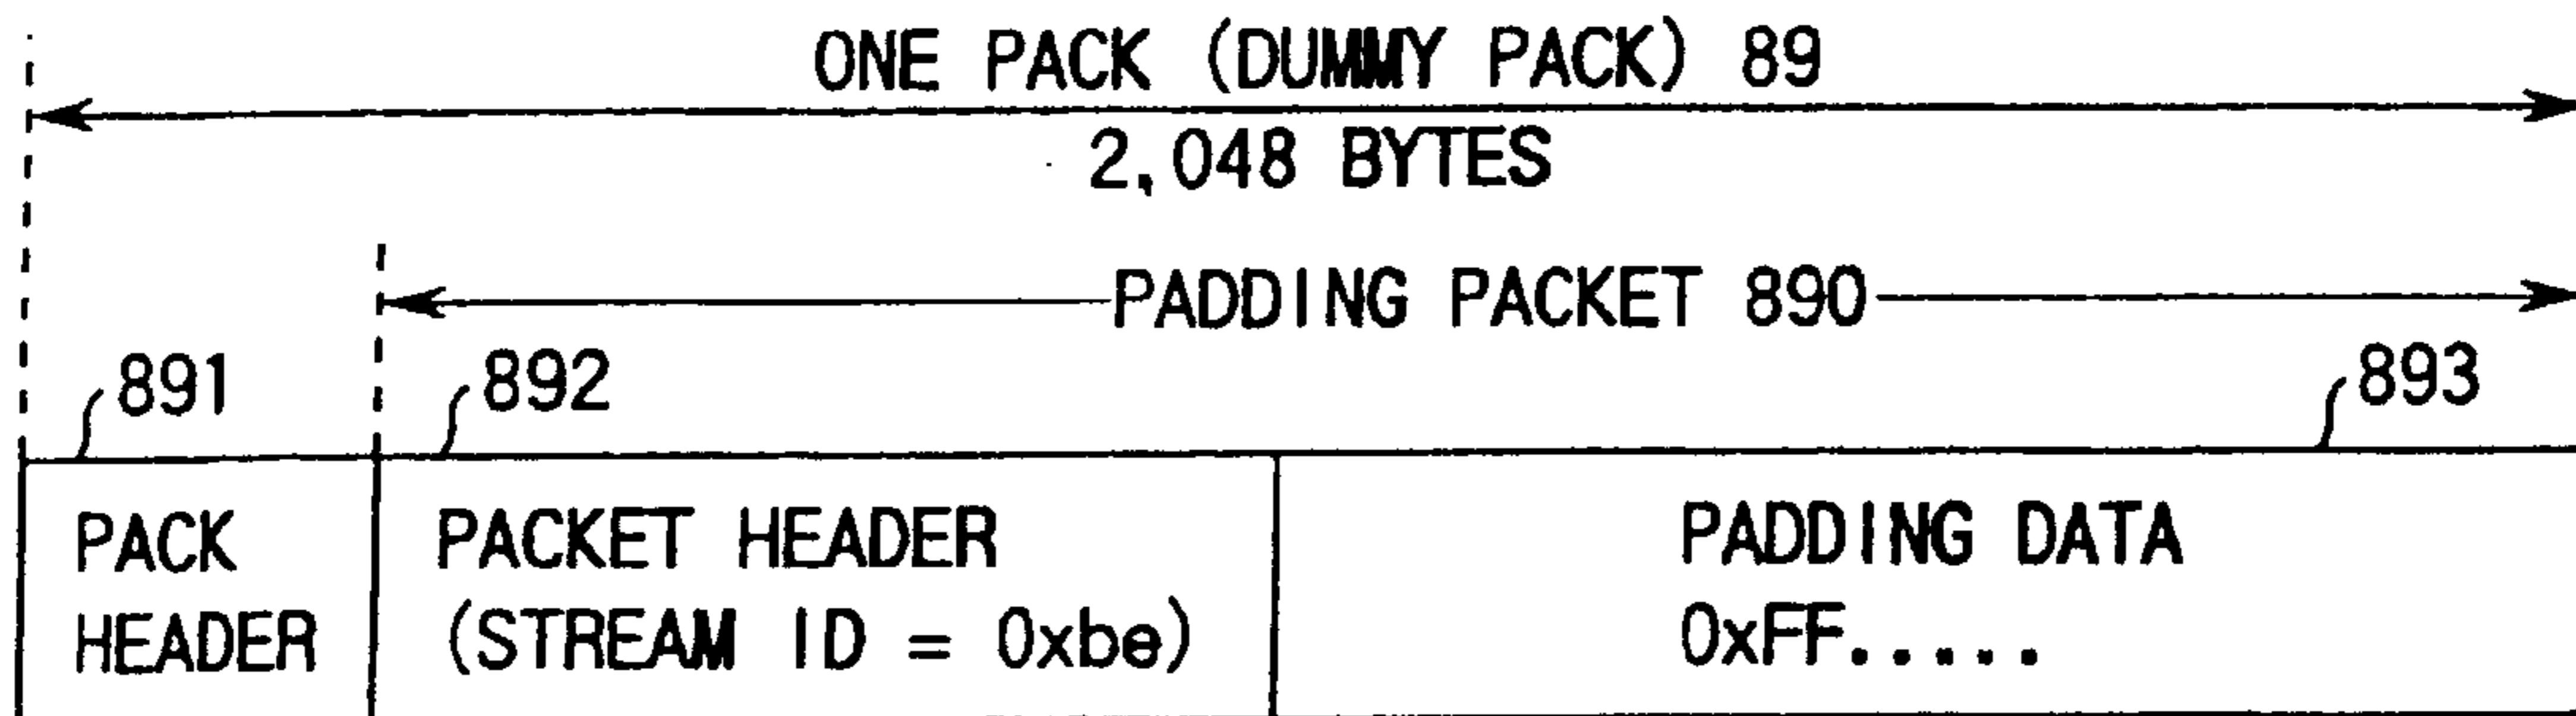 ONE PACK (DUMMY PACK) 89
2,048 BYTES
PADDING PACKET 890
891
892
893
PACK
HEADER
PACKET HEADER
(STREAM ID = 0xbe)
PADDING DATA
0xFF.....